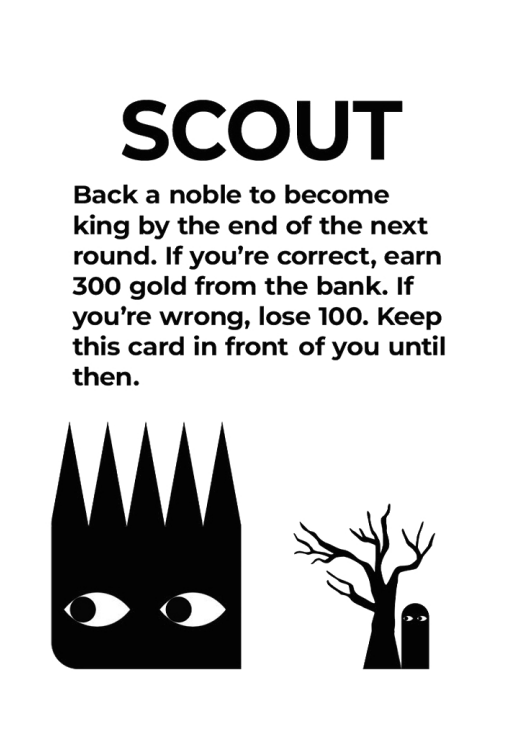 SCOUT
Back a noble to become
king by the end of the next
round. If you’re correct, earn
300 gold from the bank. If
you’re wrong, lose 100. Keep
this card in front of you until
then.